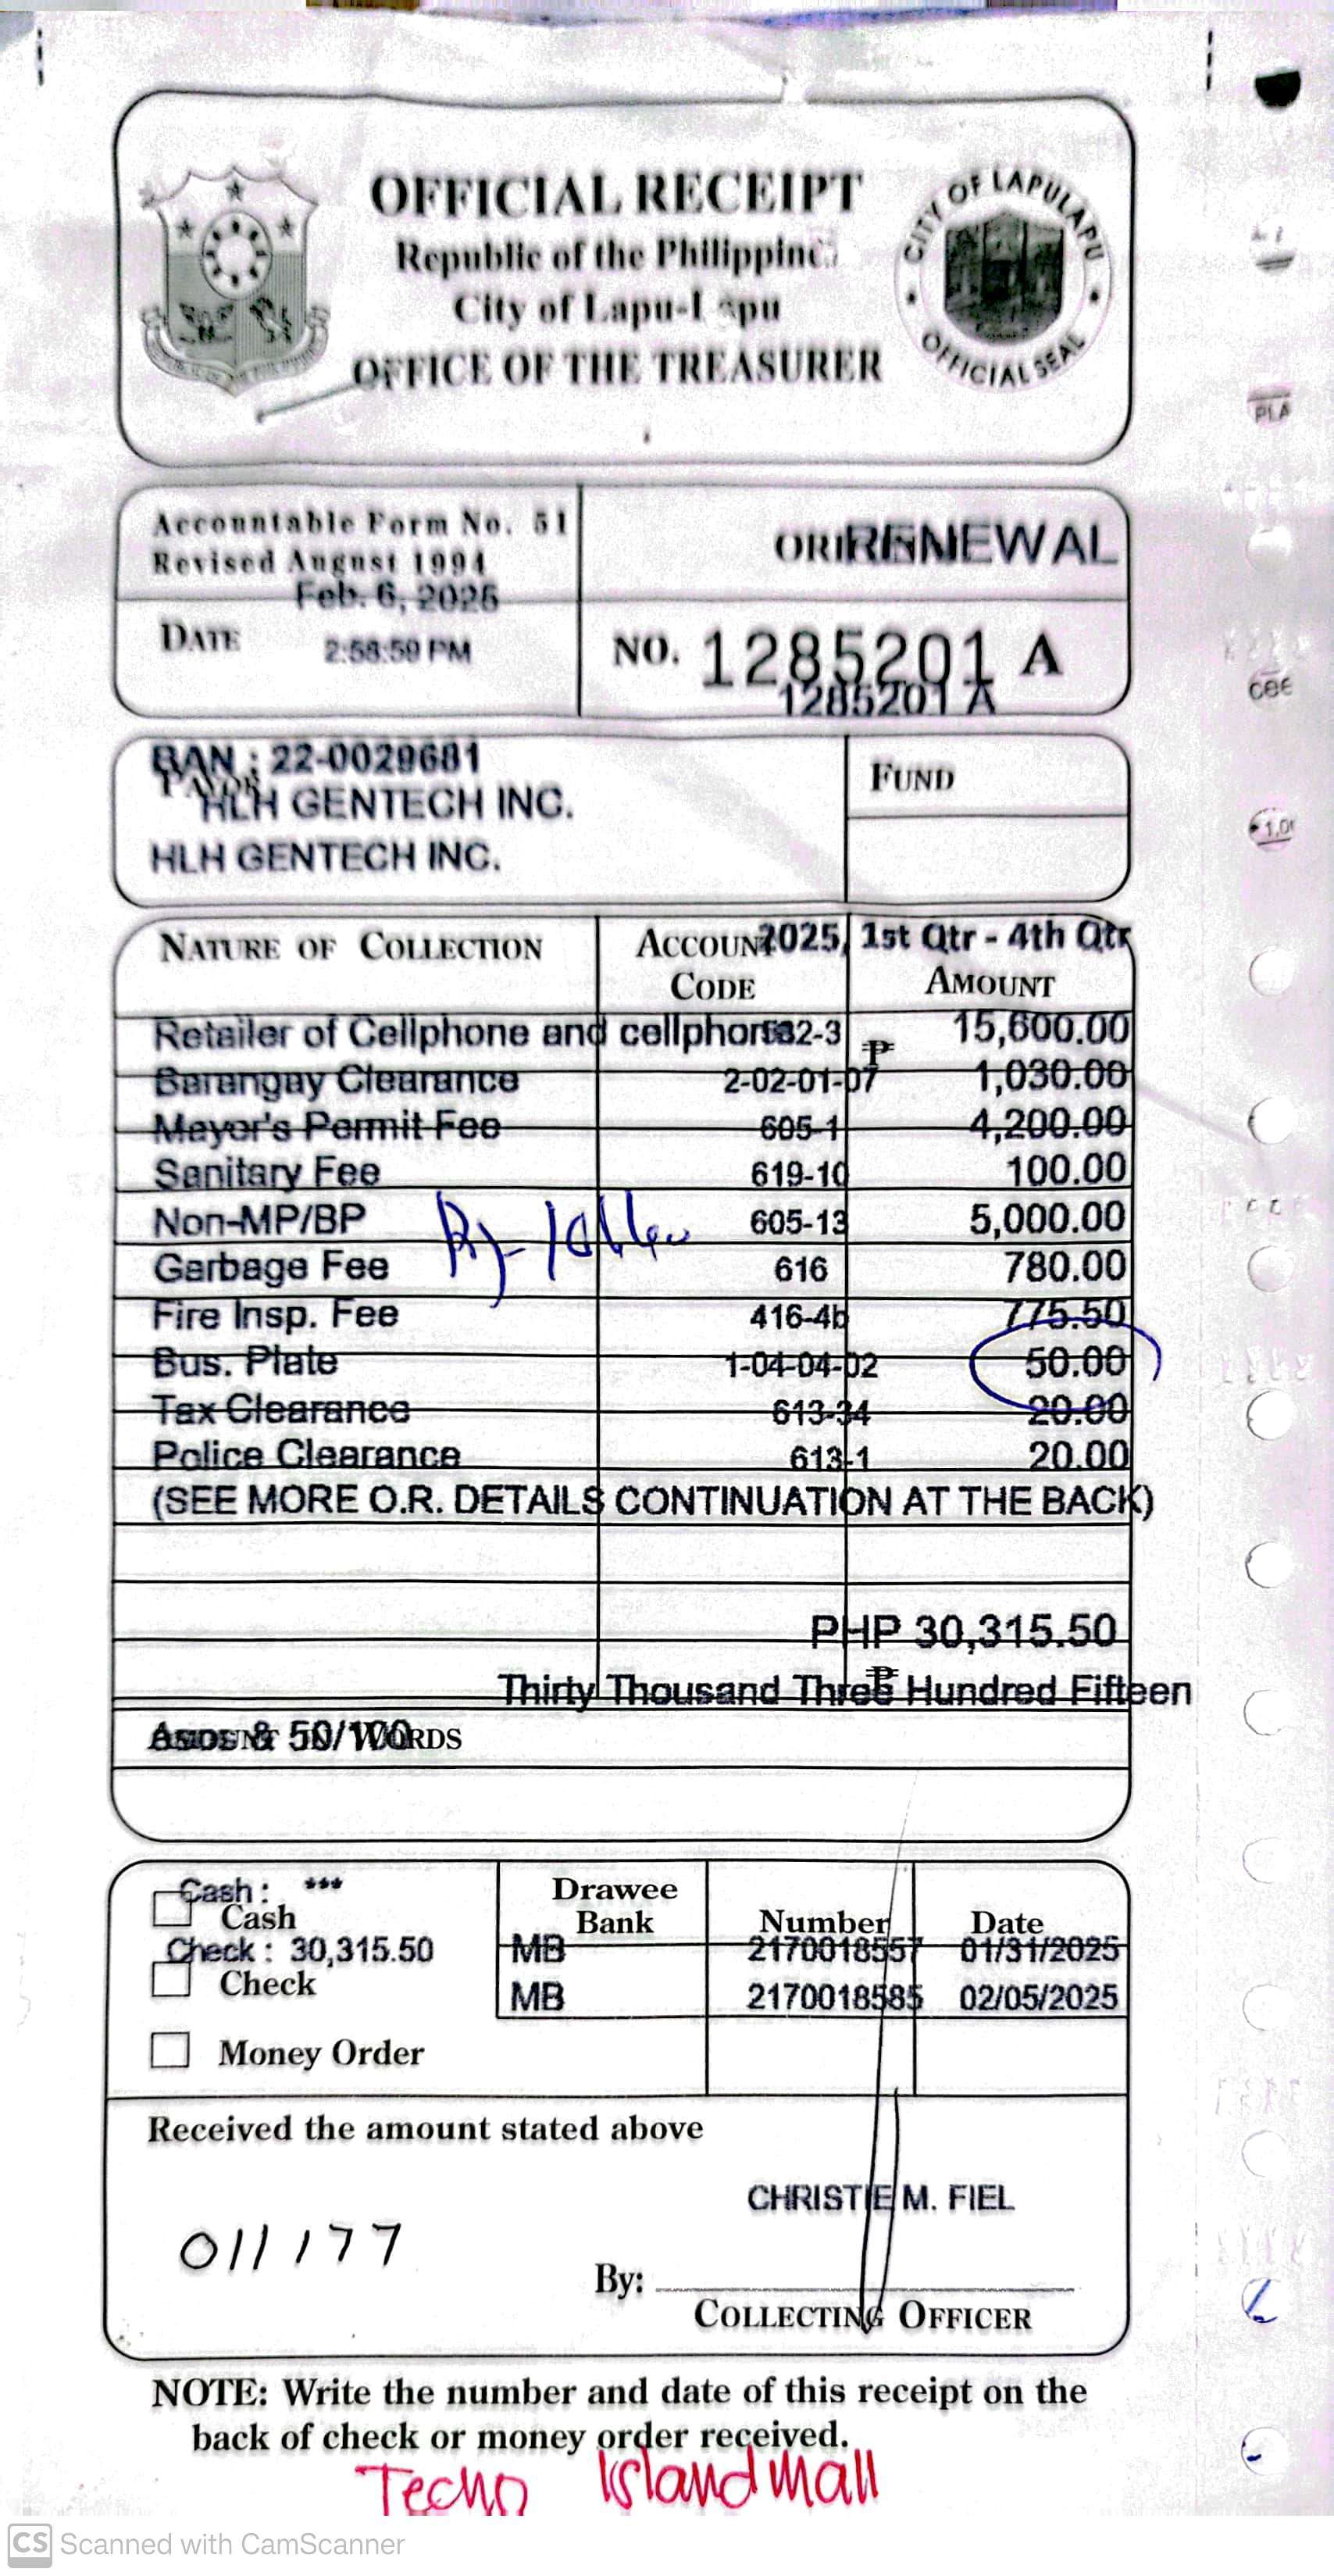 OFFICIAL RECEIPT
Republic of the Philippin
City of Lapu-L pu
OFFICE OF THE TREASURER
CITY OF LAPULAPU
OFFICIAL SEAL
Accountable Form No. 51
Revised August 1994
Feb. 6, 2025
DATE 2:58:59 PM
ORI RENEWAL
NO. 1285201 A
1285201 A
BAN : 22-0029681
PAYOR
HLH GENTECH INC.
HLH GENTECH INC.
FUND
2025, 1st Qtr - 4th Qtr
NATURE OF COLLECTION ACCOUNT CODE AMOUNT
Retailer of Cellphone and cellphone 582-3 ₱ 15,600.00
Barangay Clearance 2-02-01-07 1,030.00
Mayor's Permit Fee 605-1 4,200.00
Sanitary Fee 619-10 100.00
Non-MP/BP 605-13 5,000.00
Garbage Fee 616 780.00
Fire Insp. Fee 416-4b 775.50
Bus. Plate 1-04-04-02 50.00
Tax Clearance 613-34 20.00
Police Clearance 613-1 20.00
(SEE MORE O.R. DETAILS CONTINUATION AT THE BACK)
PHP 30,315.50
₱
Thirty Thousand Three Hundred Fifteen
& 50/100
AMOUNT IN WORDS
Cash : ***
Cash
Check : 30,315.50
Check
Money Order
Drawee Bank Number Date
MB 2170018557 01/31/2025
MB 2170018585 02/05/2025
Received the amount stated above
CHRISTIE M. FIEL
011177
By:
COLLECTING OFFICER
NOTE: Write the number and date of this receipt on the
back of check or money order received.
Techo Island mall
PLA
CS Scanned with CamScanner